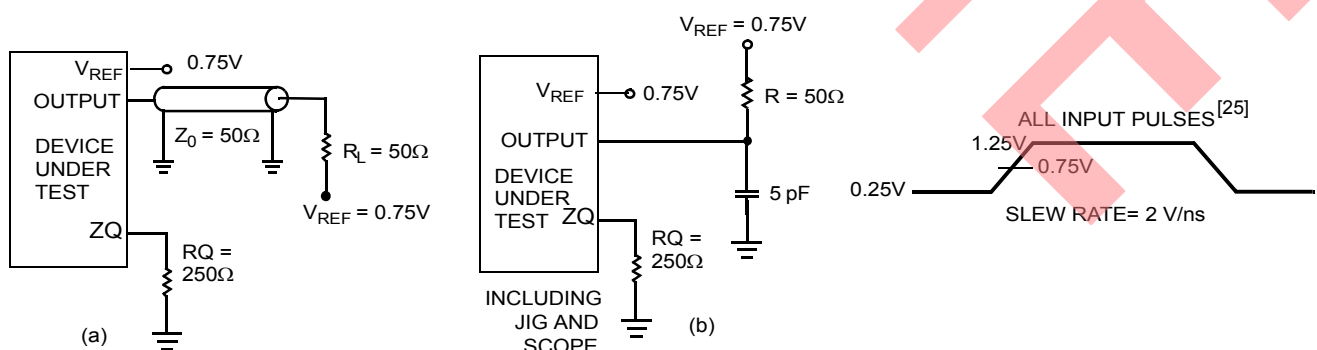 V_REF 0.75V
OUTPUT
Z₀ = 50Ω
DEVICE
UNDER
TEST
R_L = 50Ω
V_REF = 0.75V
ZQ
RQ =
250Ω
(a)
V_REF = 0.75V
V_REF 0.75V
R = 50Ω
OUTPUT
DEVICE
UNDER
TEST
ZQ
5 pF
RQ =
250Ω
INCLUDING
JIG AND
SCOPE
(b)
ALL INPUT PULSES[25]
1.25V
0.75V
0.25V
SLEW RATE= 2 V/ns